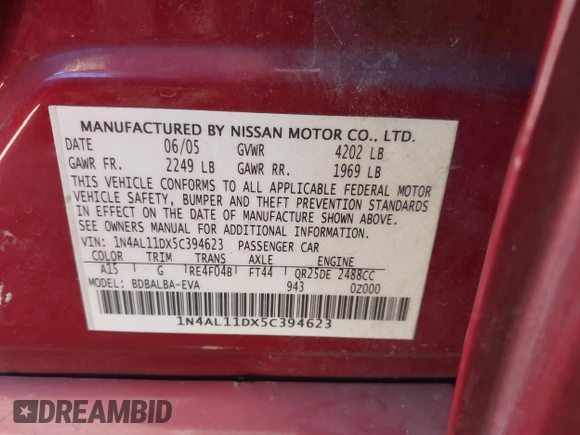 MANUFACTURED BY NISSAN MOTOR CO., LTD.
DATE 06/05 GVWR 4202 LB
GAWR FR. 2249 LB GAWR RR. 1969 LB
THIS VEHICLE CONFORMS TO ALL APPLICABLE FEDERAL MOTOR
VEHICLE SAFETY, BUMPER AND THEFT PREVENTION STANDARDS
IN EFFECT ON THE DATE OF MANUFACTURE SHOWN ABOVE.
SEE OWNERS MANUAL FOR ADDITIONAL INFORMATION.
VIN: 1N4AL11DX5C394623 PASSENGER CAR
COLOR TRIM TRANS AXLE ENGINE
A15 G RE4F04B FT44 QR25DE 2488CC
MODEL: BDBALBA-EVA 943 0Z000
1N4AL11DX5C394623
DREAMBID